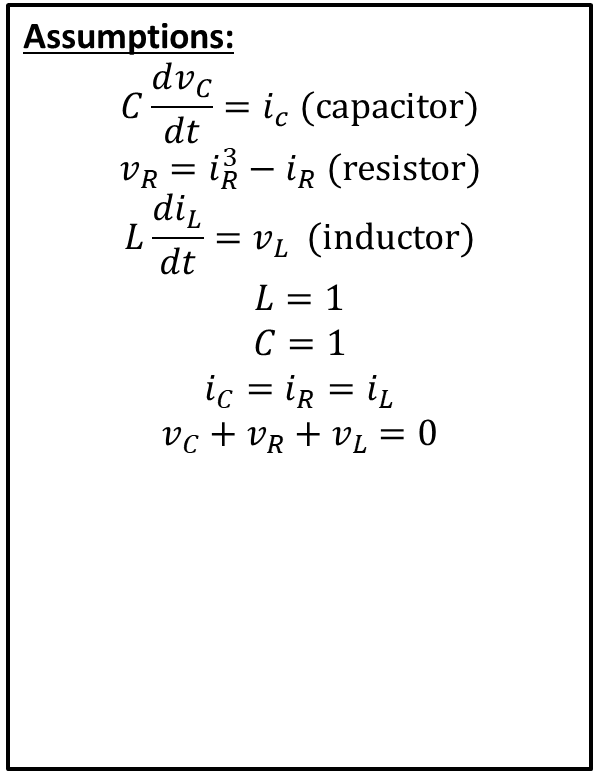 Assumptions:
C dv_C/dt = i_c (capacitor)
v_R = i_R^3 − i_R (resistor)
L di_L/dt = v_L (inductor)
L = 1
C = 1
i_C = i_R = i_L
v_C + v_R + v_L = 0